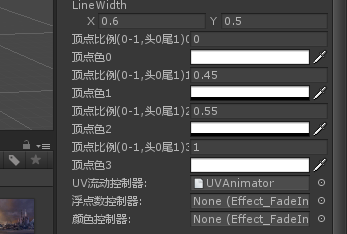 LineWidth
X 0.6 Y 0.5
顶点比例(0-1,头0尾1)0 0
顶点色0
顶点比例(0-1,头0尾1)1 0.45
顶点色1
顶点比例(0-1,头0尾1)2 0.55
顶点色2
顶点比例(0-1,头0尾1)3 1
顶点色3
UV流动控制器: UVAnimator
浮点数控制器: None (Effect_FadeIn
颜色控制器: None (Effect_FadeIn